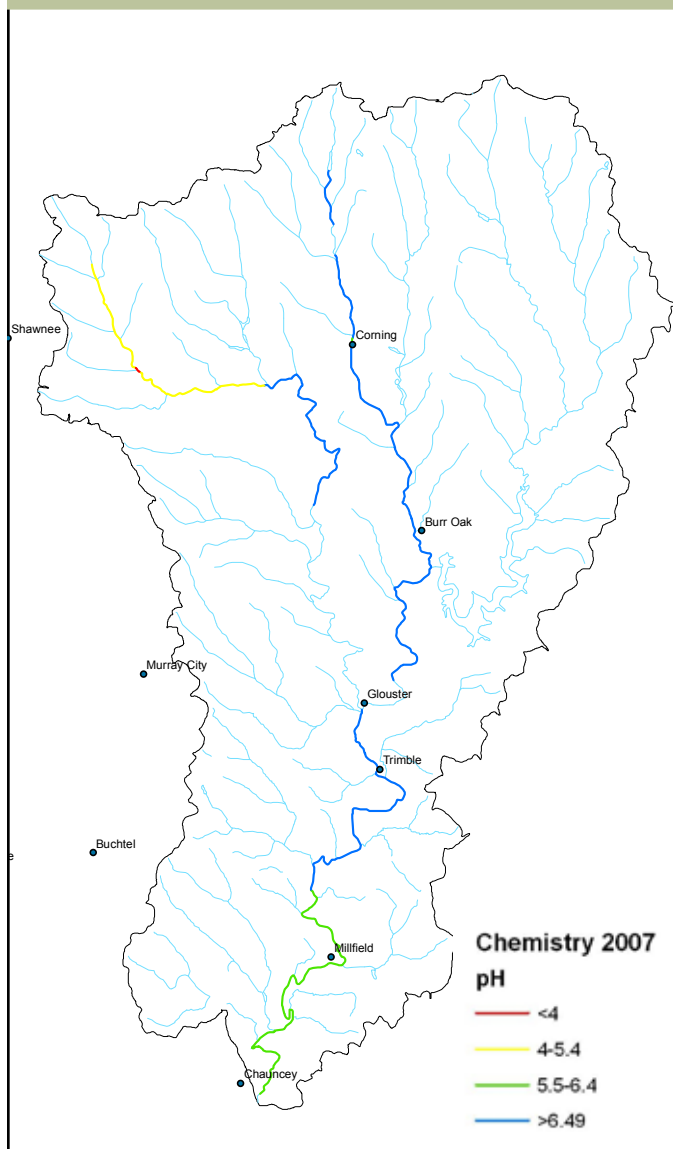 Shawnee
Corning
Burr Oak
Murray City
Glouster
Trimble
Buchtel
e
Millfield
Chauncey
Chemistry 2007
pH
<4
4-5.4
5.5-6.4
>6.49